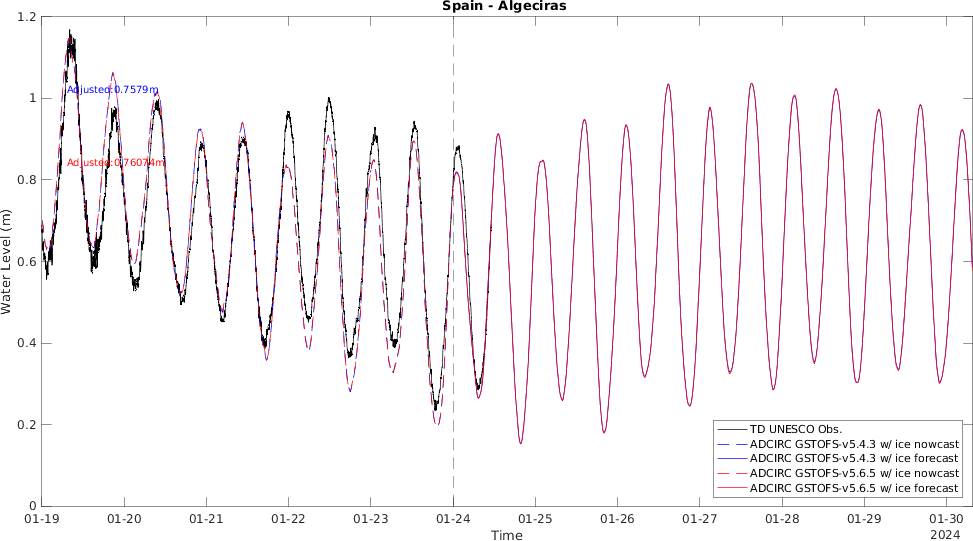 Spain - Algeciras
Water Level (m)
1.2
1
0.8
0.6
0.4
0.2
0
Adjusted:0.7579m
Adjusted:0.76074m
TD UNESCO Obs.
ADCIRC GSTOFS-v5.4.3 w/ ice nowcast
ADCIRC GSTOFS-v5.4.3 w/ ice forecast
ADCIRC GSTOFS-v5.6.5 w/ ice nowcast
ADCIRC GSTOFS-v5.6.5 w/ ice forecast
01-19 01-20 01-21 01-22 01-23 01-24 01-25 01-26 01-27 01-28 01-29 01-30
2024
Time